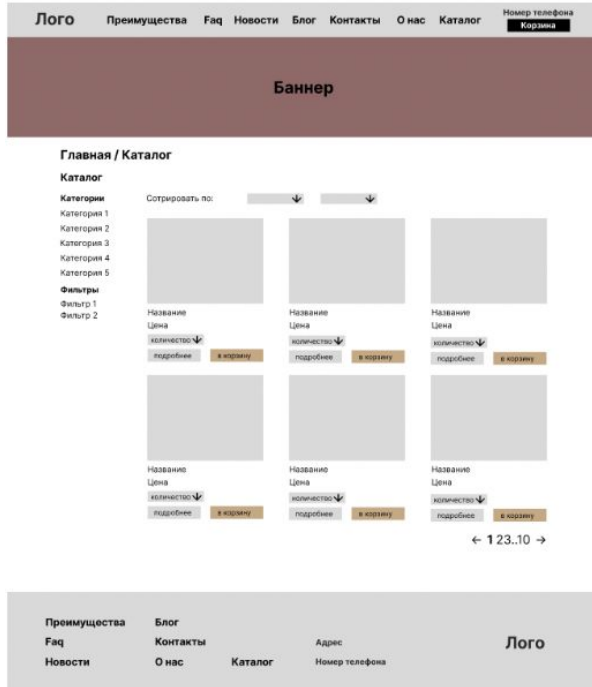 Лого Преимущества Faq Новости Блог Контакты О нас Каталог Номер телефона
Корзина
Баннер
Главная / Каталог
Каталог
Категории Сотрировать по:
Категория 1
Категория 2
Категория 3
Категория 4
Категория 5
Фильтры
Фильтр 1
Фильтр 2
Название Название Название
Цена Цена Цена
количество количество количество
подробнее в корзину подробнее в корзину подробнее в корзину
Название Название Название
Цена Цена Цена
количество количество количество
подробнее в корзину подробнее в корзину подробнее в корзину
← 1 23..10 →
Преимущества Блог
Faq Контакты Адрес Лого
Новости О нас Каталог Номер телефона